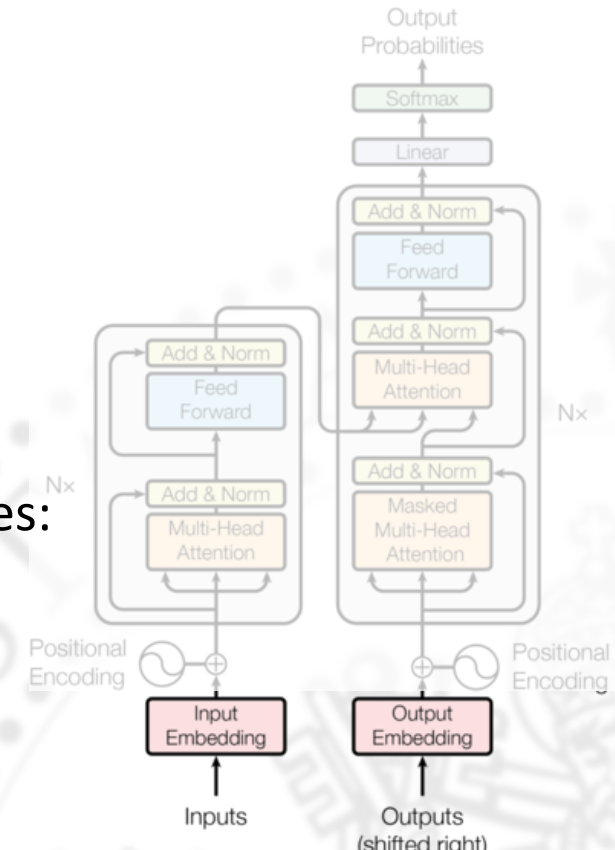 Output
Probabilities
Softmax
Linear
Add & Norm
Feed
Forward
Add & Norm
Multi-Head
Attention
Nx
Add & Norm
Masked
Multi-Head
Attention
Add & Norm
Feed
Forward
Nx
es:
Add & Norm
Multi-Head
Attention
Positional
Encoding
Positional
Encoding
Input
Embedding
Output
Embedding
Inputs
Outputs
(shifted right)